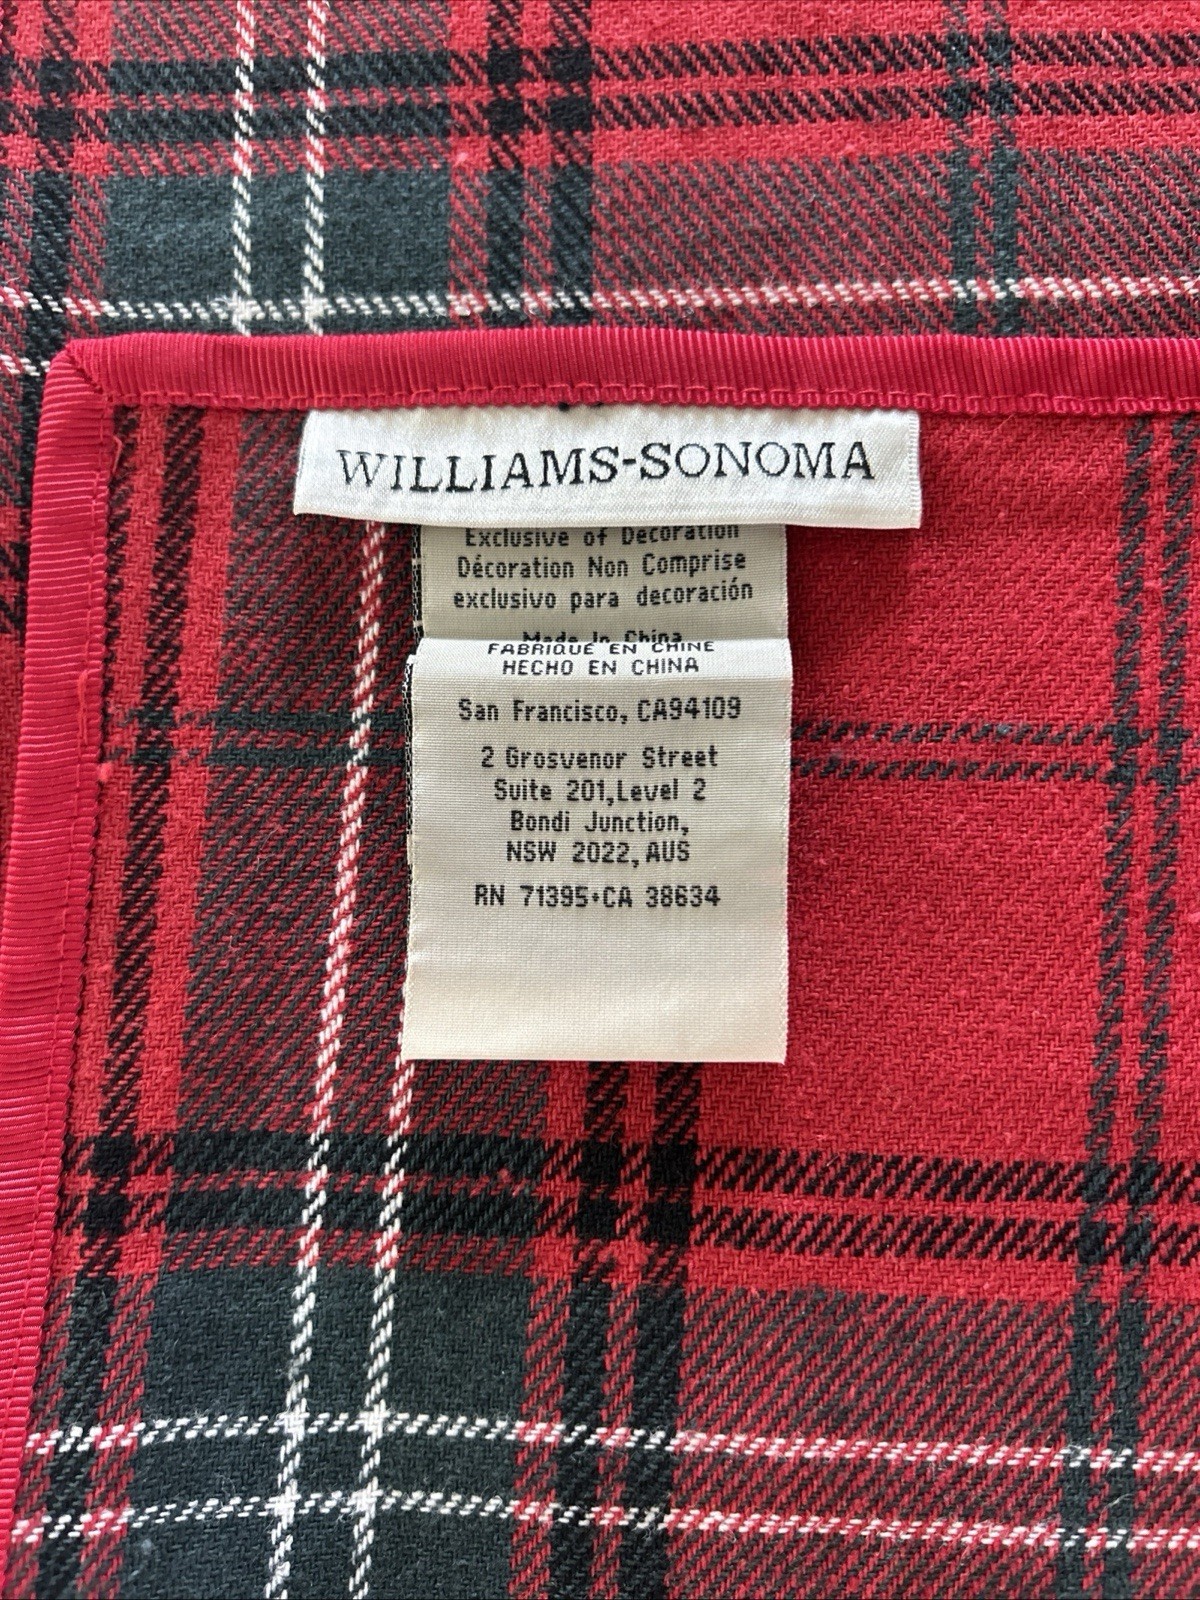 WILLIAMS-SONOMA
Exclusive of Decoration
Décoration Non Comprise
exclusivo para decoración
Made In China
FABRIQUÉ EN CHINE
HECHO EN CHINA
San Francisco, CA94109
2 Grosvenor Street
Suite 201,Level 2
Bondi Junction,
NSW 2022, AUS
RN 71395•CA 38634